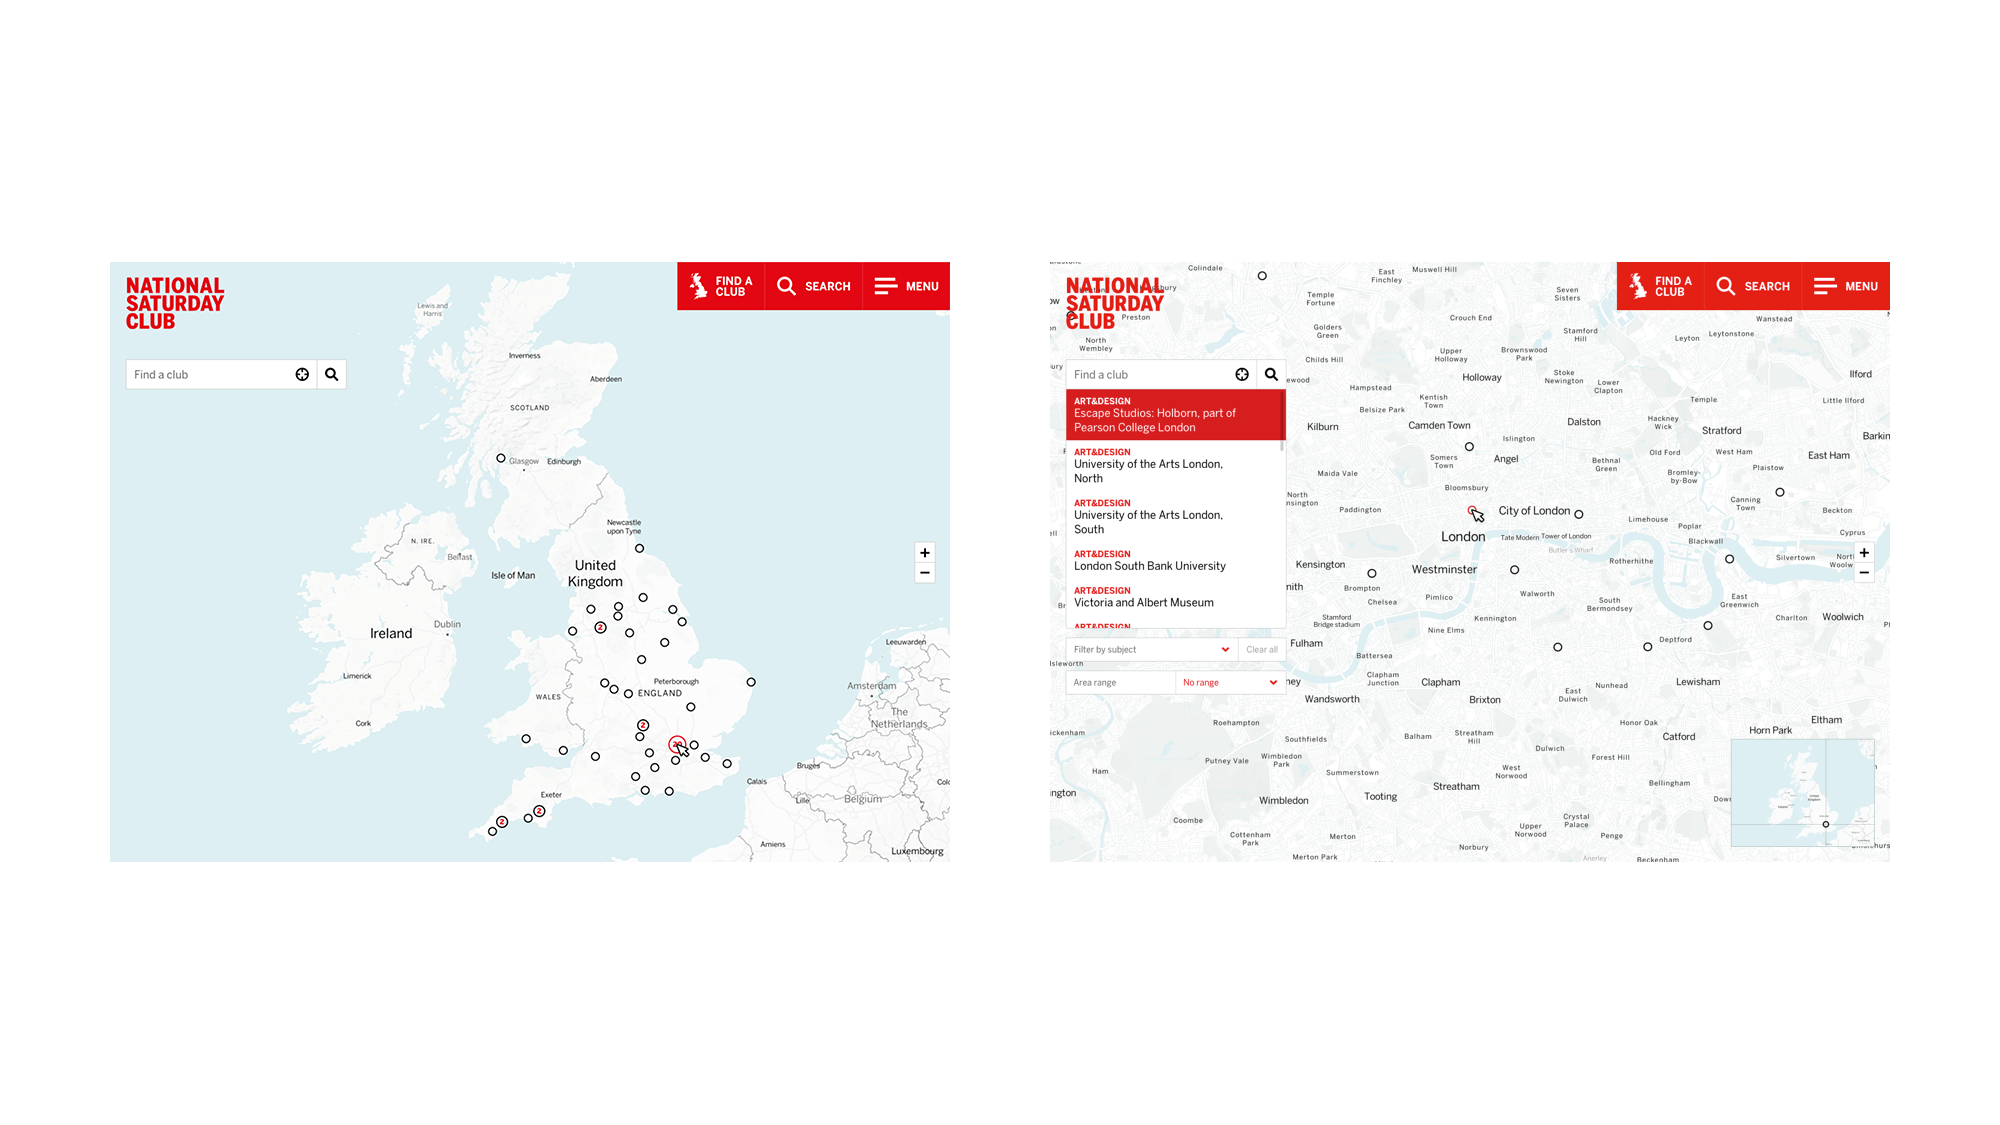 NATIONAL
SATURDAY
CLUB
FIND A
CLUB
SEARCH
MENU
Find a club
Lewis and
Harris
Inverness
Aberdeen
SCOTLAND
Glasgow
Edinburgh
Newcastle
upon Tyne
N. IRE.
Belfast
Isle of Man
United
Kingdom
+
−
Dublin
Ireland
2
Leeuwarden
Limerick
Peterborough
WALES
ENGLAND
Amsterdam
The
Netherlands
Cork
2
Bruges
Calais
Exeter
Lille
Belgium
2
2
Amiens
Luxembourg
NATIONAL
SATURDAY
CLUB
FIND A
CLUB
SEARCH
MENU
Find a club
ART&DESIGN
Escape Studios: Holborn, part of
Pearson College London
ART&DESIGN
University of the Arts London,
North
ART&DESIGN
University of the Arts London,
South
ART&DESIGN
London South Bank University
ART&DESIGN
Victoria and Albert Museum
ART&DESIGN
Filter by subject
Clear all
Area range
No range
Colindale
East
Finchley
Muswell Hill
Seven
Sisters
Temple
Fortune
Preston
Golders
Green
Crouch End
Wanstead
Stamford
Hill
Leyton
Leytonstone
North
Wembley
Childs Hill
Upper
Holloway
Brownswood
Park
Holloway
Stoke
Newington
Lower
Clapton
Ilford
Hampstead
Kentish
Town
Temple
Little Ilford
Belsize Park
Kilburn
Camden Town
Dalston
Hackney
Wick
Stratford
Islington
Barkin
Somers
Town
Angel
Bethnal
Green
Old Ford
West Ham
East Ham
Maida Vale
Bromley-
by-Bow
Plaistow
Bloomsbury
North
nsington
Paddington
City of London
Canning
Town
Beckton
Limehouse
Poplar
London
Tate Modern
Tower of London
Blackwall
Cyprus
Butler's Wharf
Rotherhithe
Silvertown
+
−
Kensington
Westminster
Brompton
Chelsea
Pimlico
Walworth
South
Bermondsey
East
Greenwich
Stamford
Bridge stadium
Kennington
Charlton
Woolwich
Nine Elms
Deptford
Fulham
Battersea
Clapham
Junction
Clapham
Nunhead
Lewisham
Wandsworth
Brixton
East
Dulwich
Roehampton
Honor Oak
Eltham
Horn Park
Southfields
Balham
Streatham
Hill
Catford
Putney Vale
Wimbledon
Park
Dulwich
Forest Hill
Ham
Summerstown
West
Norwood
Bellingham
Streatham
Wimbledon
Tooting
Coombe
Crystal
Palace
Cottenham
Park
Merton
Upper
Norwood
Penge
Merton Park
Norbury
Anerley
Beckenham